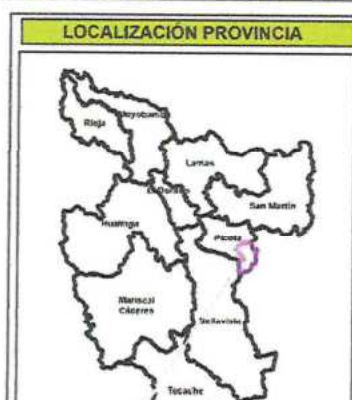 LOCALIZACIÓN PROVINCIA
Moyobamba
Rioja
Lamas
El Dorado
San Martín
Huallaga
Picota
Mariscal
Cáceres
Bellavista
Tocache